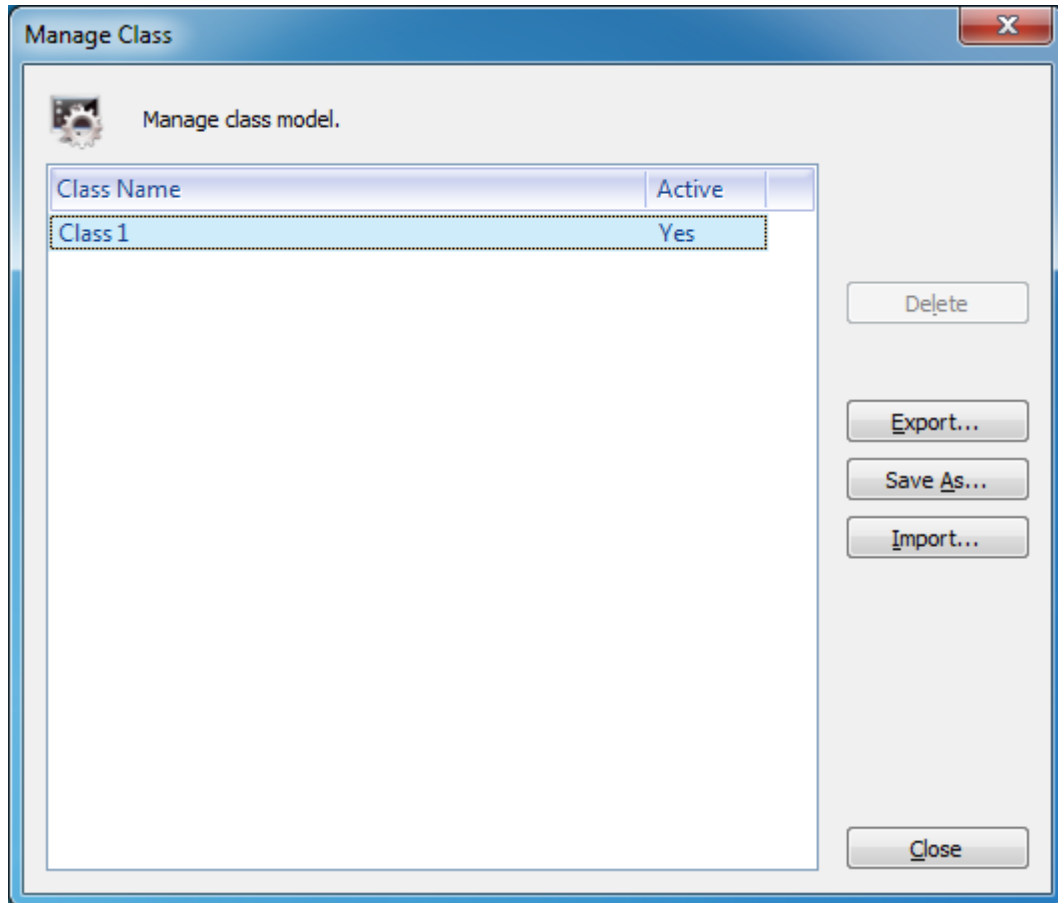 Manage Class
Manage class model.
Class Name Active
Class 1 Yes
Delete
Export...
Save As...
Import...
Close